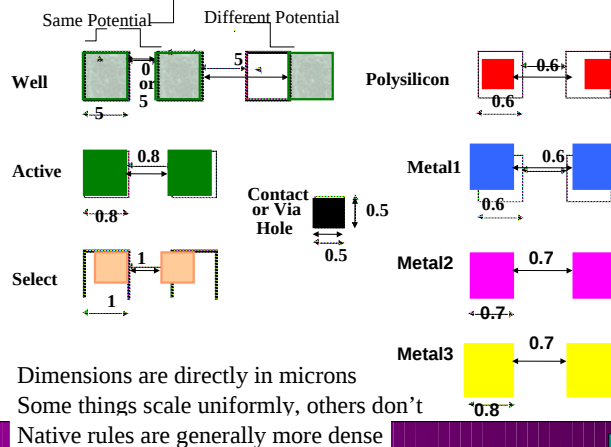 Same Potential
Different Potential
Well
0
or
5
5
5
Polysilicon
0.6
0.6
Active
0.8
0.8
Metal1
0.6
0.6
Contact
or Via
Hole
0.5
0.5
Select
1
1
Metal2
0.7
0.7
Metal3
0.7
0.8
Dimensions are directly in microns
Some things scale uniformly, others don't
Native rules are generally more dense